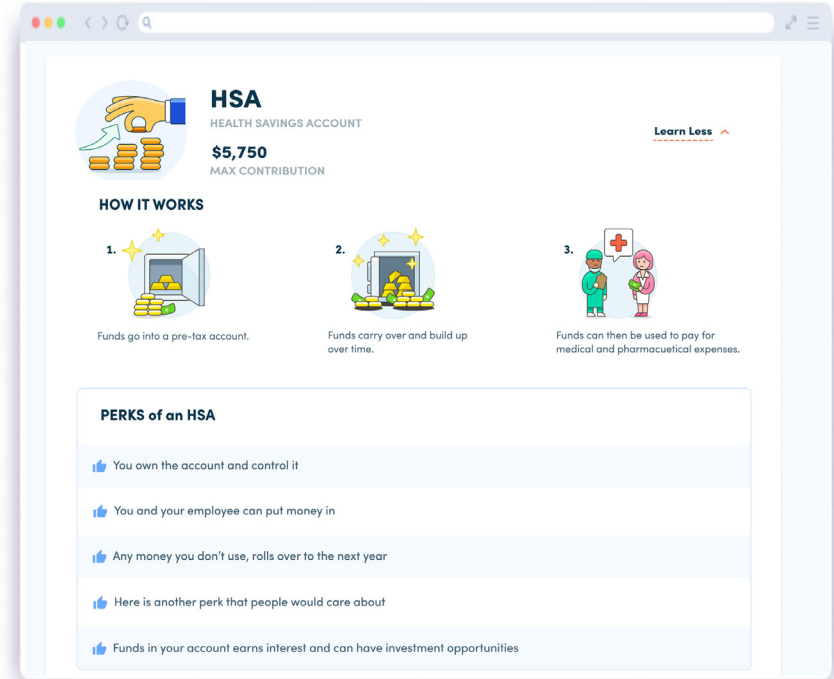 HSA
HEALTH SAVINGS ACCOUNT
$5,750
MAX CONTRIBUTION
Learn Less
HOW IT WORKS
1.
Funds go into a pre-tax account.
2.
Funds carry over and build up
over time.
3.
Funds can then be used to pay for
medical and pharmacuetical expenses.
PERKS of an HSA
You own the account and control it
You and your employee can put money in
Any money you don't use, rolls over to the next year
Here is another perk that people would care about
Funds in your account earns interest and can have investment opportunities